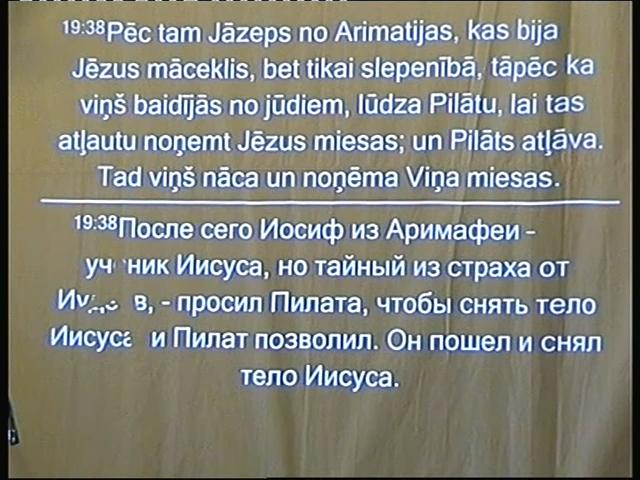 19:38Pēc tam Jāzeps no Arimatijas, kas bija
Jēzus māceklis, bet tikai slepenībā, tāpēc ka
viņš baidījās no jūdiem, lūdza Pilātu, lai tas
atļautu noņemt Jēzus miesas; un Pilāts atļāva.
Tad viņš nāca un noņēma Viņa miesas.
19:38После сего Иосиф из Аримафеи -
ученик Иисуса, но тайный из страха от
- просил Пилата, чтобы снять тело
Иисуса и Пилат позволил. Он пошел и снял
тело Иисуса.